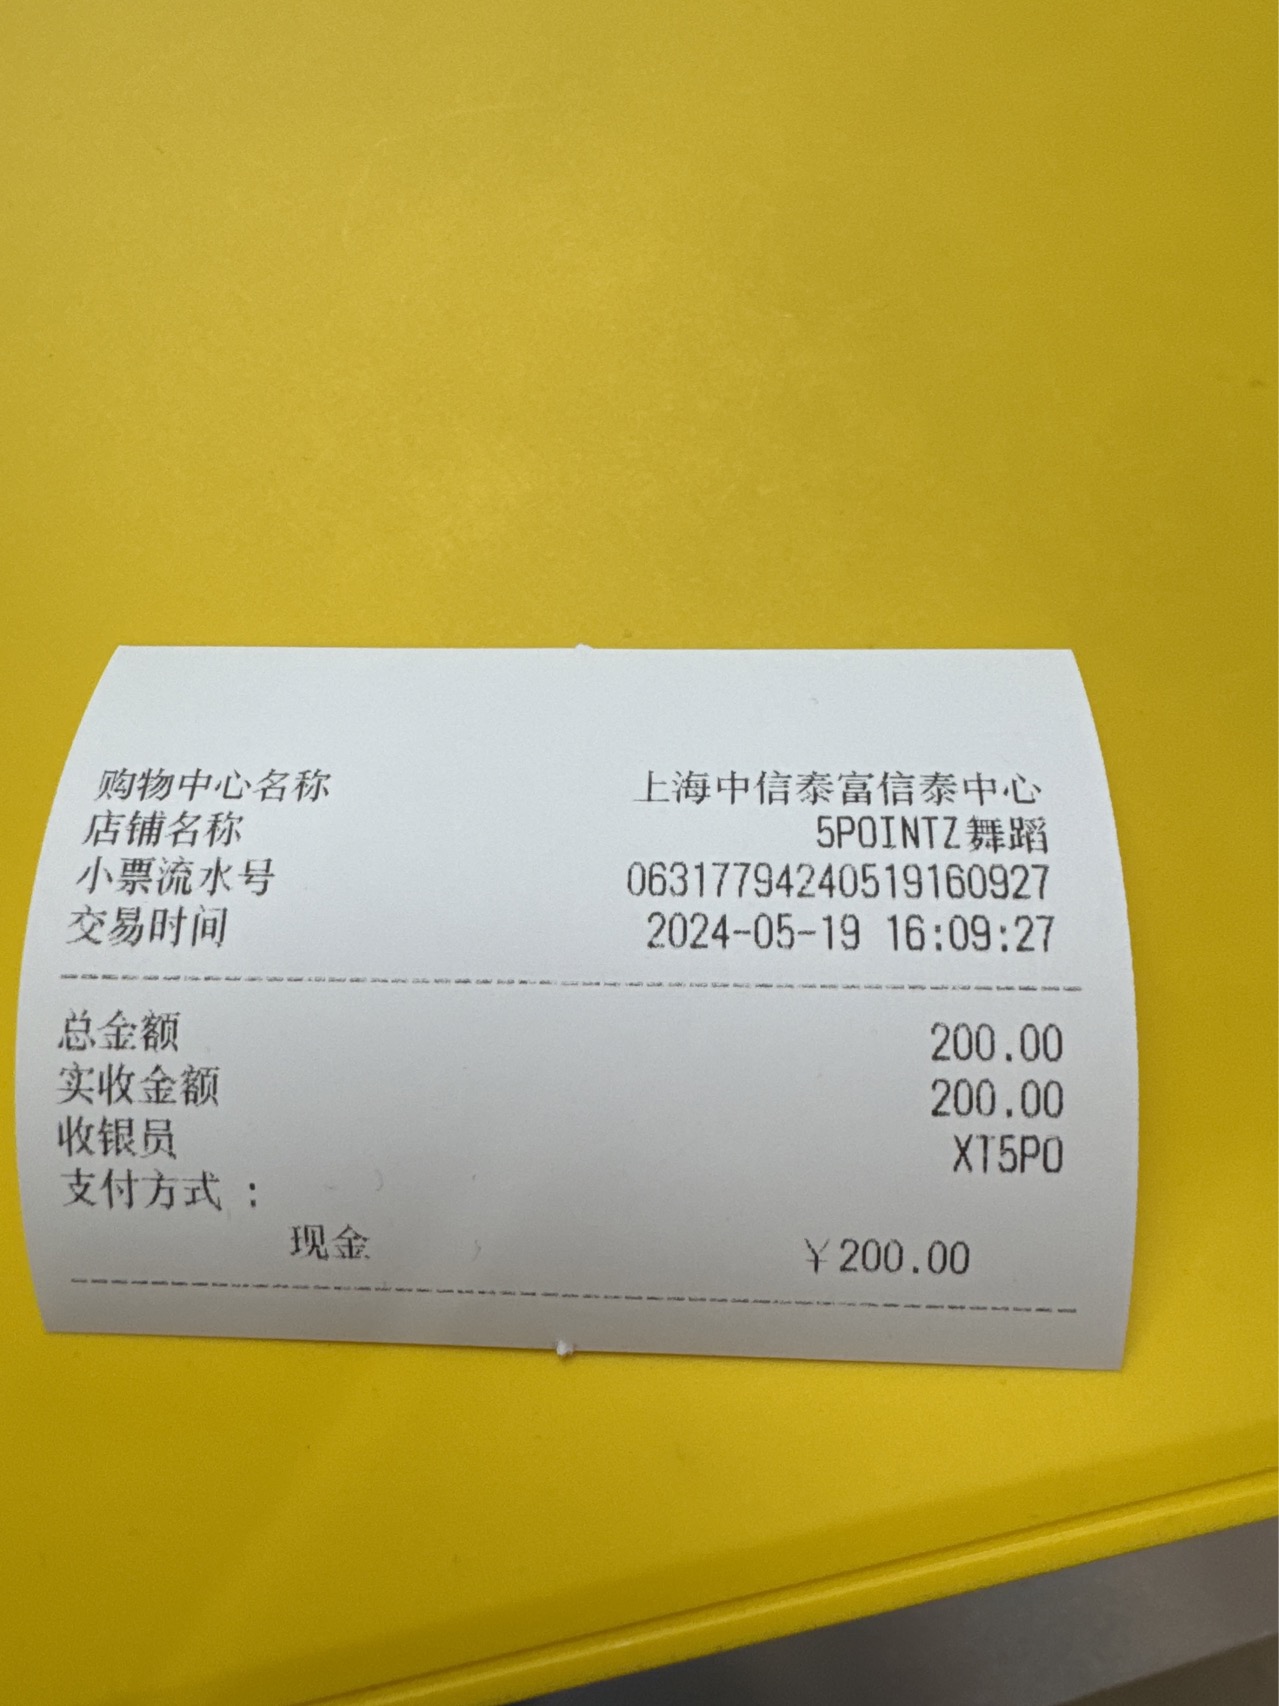 购物中心名称 上海中信泰富信泰中心
店铺名称 5POINTZ舞蹈
小票流水号 06317794240519160927
交易时间 2024-05-19 16:09:27
总金额 200.00
实收金额 200.00
收银员 XT5PO
支付方式：
现金 ￥200.00